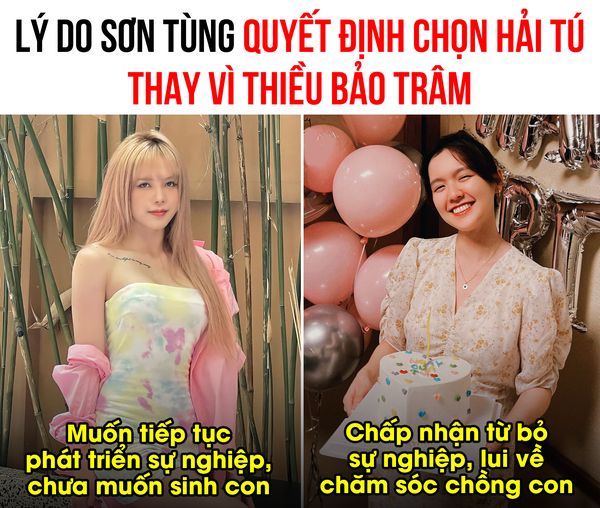 LÝ DO SƠN TÙNG QUYẾT ĐỊNH CHỌN HẢI TÚ
THAY VÌ THIỀU BẢO TRÂM
Muốn tiếp tục
phát triển sự nghiệp,
chưa muốn sinh con
Chấp nhận từ bỏ
sự nghiệp, lui về
chăm sóc chồng con